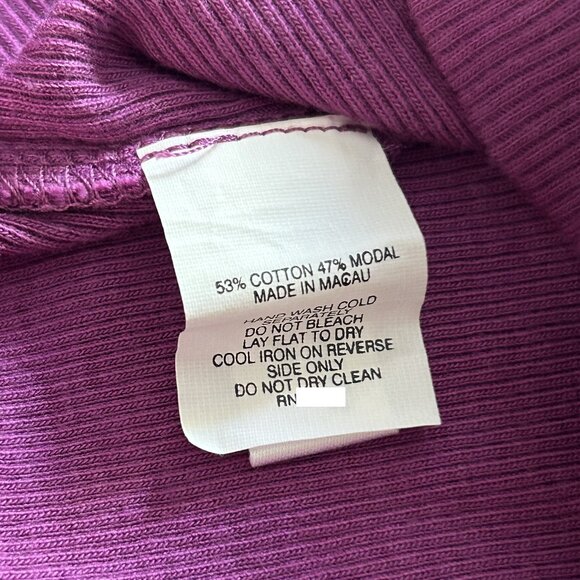 53% COTTON 47% MODAL
MADE IN MACAU
HAND WASH COLD
SEPARATELY
DO NOT BLEACH
LAY FLAT TO DRY
COOL IRON ON REVERSE
SIDE ONLY
DO NOT DRY CLEAN
RN